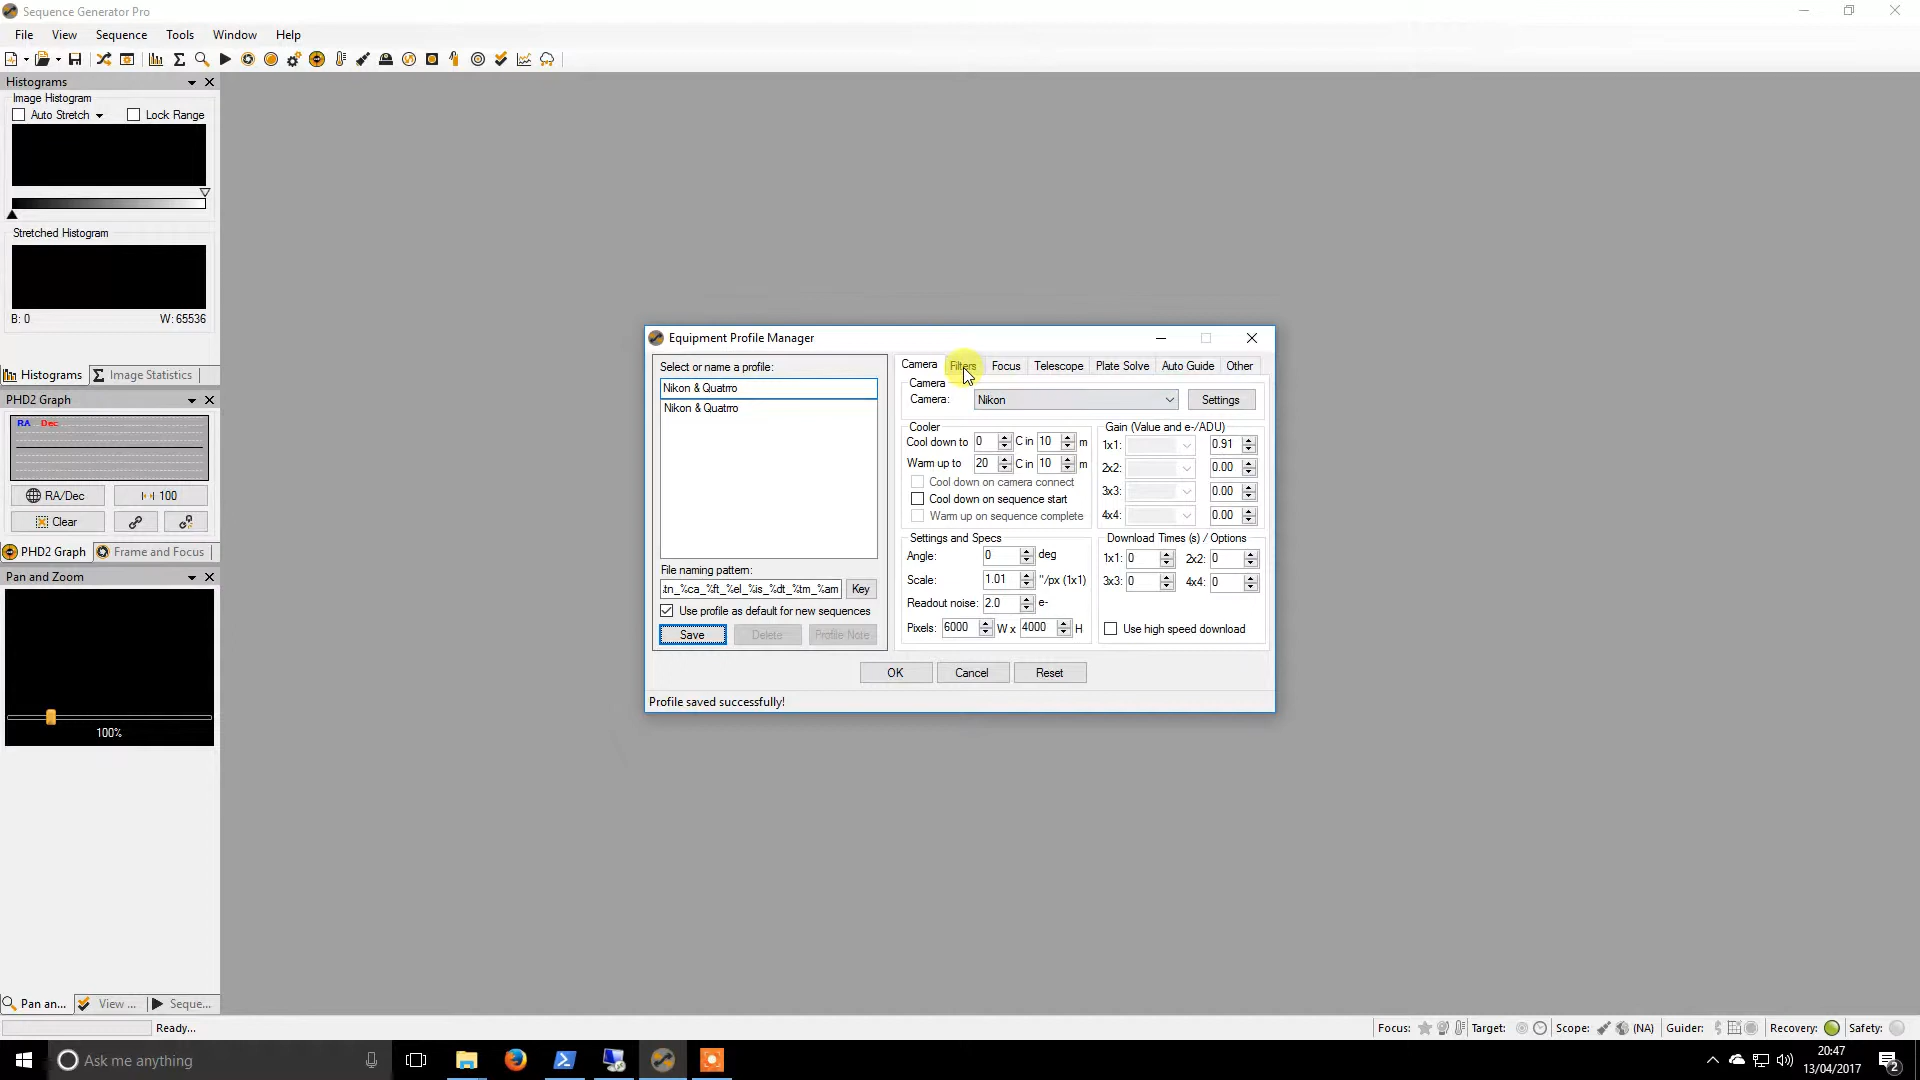 Sequence Generator Pro
File View Sequence Tools Window Help
Histograms
Image Histogram
Auto Stretch Lock Range
Stretched Histogram
B: 0 W: 65536
Histograms Image Statistics
PHD2 Graph
RA Dec
RA/Dec 100
Clear
PHD2 Graph Frame and Focus
Pan and Zoom
100%
Pan an... View ... Seque...
Ready...
Equipment Profile Manager
Select or name a profile:
Nikon & Quatrro
Nikon & Quatrro
File naming pattern:
:tn_%ca_%ft_%el_%is_%dt_%tm_%am Key
Use profile as default for new sequences
Save Delete Profile Note
Camera Filters Focus Telescope Plate Solve Auto Guide Other
Camera
Camera: Nikon Settings
Cooler
Cool down to 0 C in 10 m
Warm up to 20 C in 10 m
Cool down on camera connect
Cool down on sequence start
Warm up on sequence complete
Gain (Value and e-/ADU)
1x1: 0.91
2x2: 0.00
3x3: 0.00
4x4: 0.00
Settings and Specs
Angle: 0 deg
Scale: 1.01 "/px (1x1)
Readout noise: 2.0 e-
Pixels: 6000 W x 4000 H
Download Times (s) / Options
1x1: 0 2x2: 0
3x3: 0 4x4: 0
Use high speed download
OK Cancel Reset
Profile saved successfully!
Focus: Target: Scope: (NA) Guider: Recovery: Safety:
Ask me anything
20:47
13/04/2017
2